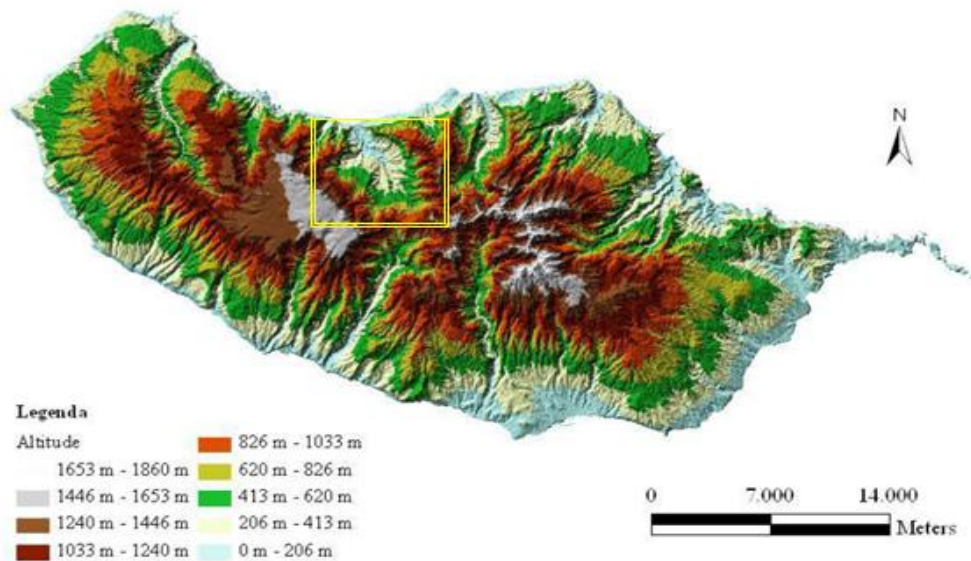 N
Legenda
Altitude
1653 m - 1860 m
1446 m - 1653 m
1240 m - 1446 m
1033 m - 1240 m
826 m - 1033 m
620 m - 826 m
413 m - 620 m
206 m - 413 m
0 m - 206 m
0 7.000 14.000
Meters